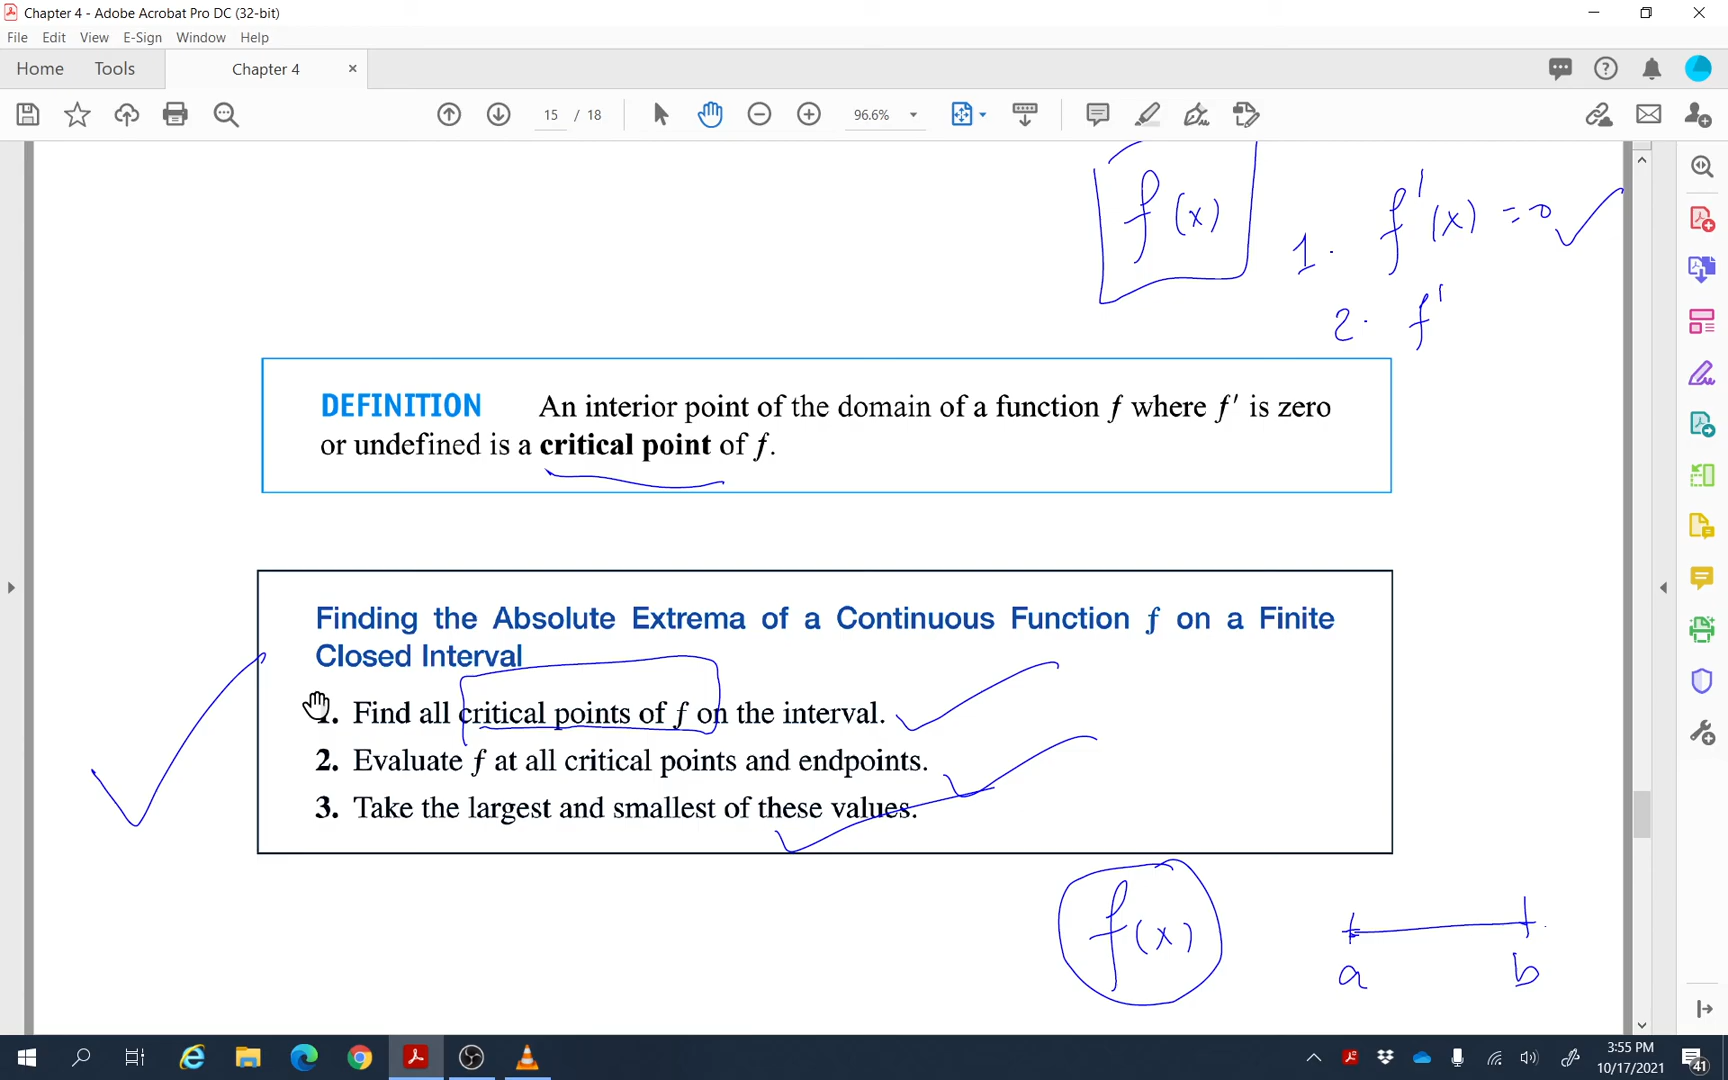 Chapter 4 - Adobe Acrobat Pro DC (32-bit)
File Edit View E-Sign Window Help
Home Tools Chapter 4
15 / 18 96.6%
f(x)
1. f'(x) = 0
2. f'
DEFINITION An interior point of the domain of a function f where f′ is zero
or undefined is a critical point of f.
Finding the Absolute Extrema of a Continuous Function f on a Finite
Closed Interval
1. Find all critical points of f on the interval.
2. Evaluate f at all critical points and endpoints.
3. Take the largest and smallest of these values.
f(x)
a b
3:55 PM
10/17/2021
41